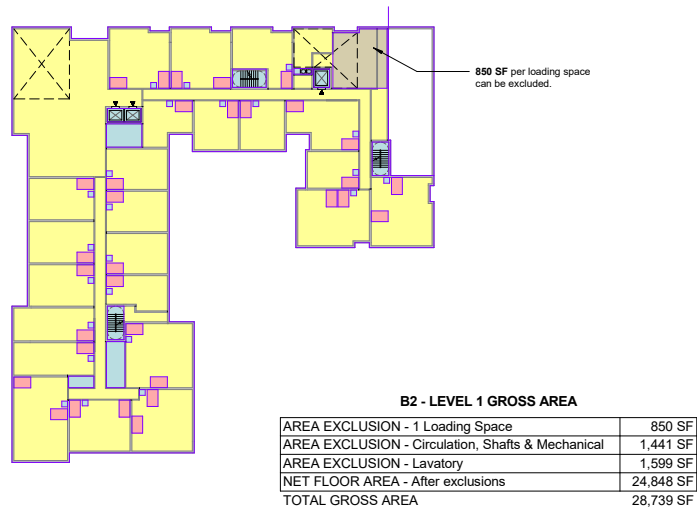 850 SF per loading space
can be excluded.
B2 - LEVEL 1 GROSS AREA
AREA EXCLUSION - 1 Loading Space 850 SF
AREA EXCLUSION - Circulation, Shafts & Mechanical 1,441 SF
AREA EXCLUSION - Lavatory 1,599 SF
NET FLOOR AREA - After exclusions 24,848 SF
TOTAL GROSS AREA 28,739 SF